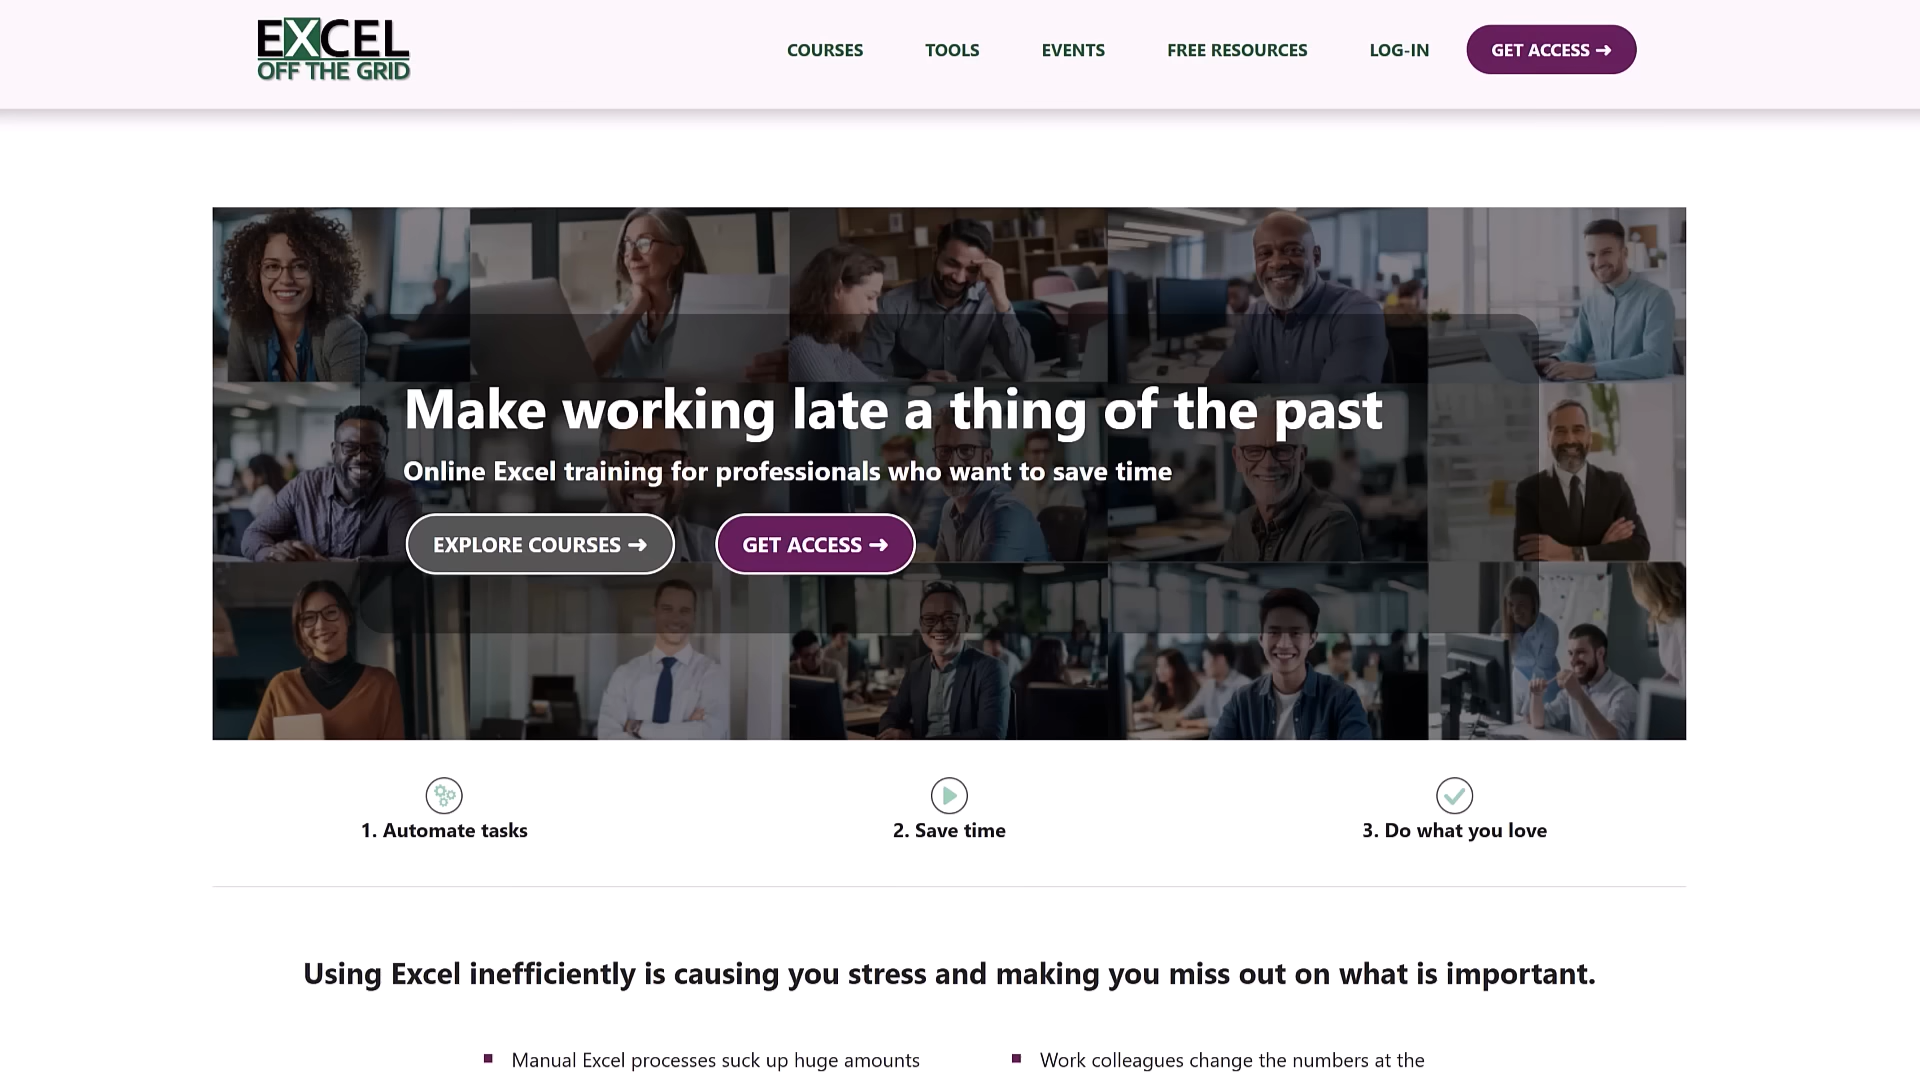 EXCEL
OFF THE GRID
COURSES
TOOLS
EVENTS
FREE RESOURCES
LOG-IN
GET ACCESS ➜
Make working late a thing of the past
Online Excel training for professionals who want to save time
EXPLORE COURSES ➜
GET ACCESS ➜
1. Automate tasks
2. Save time
3. Do what you love
Using Excel inefficiently is causing you stress and making you miss out on what is important.
Manual Excel processes suck up huge amounts
Work colleagues change the numbers at the